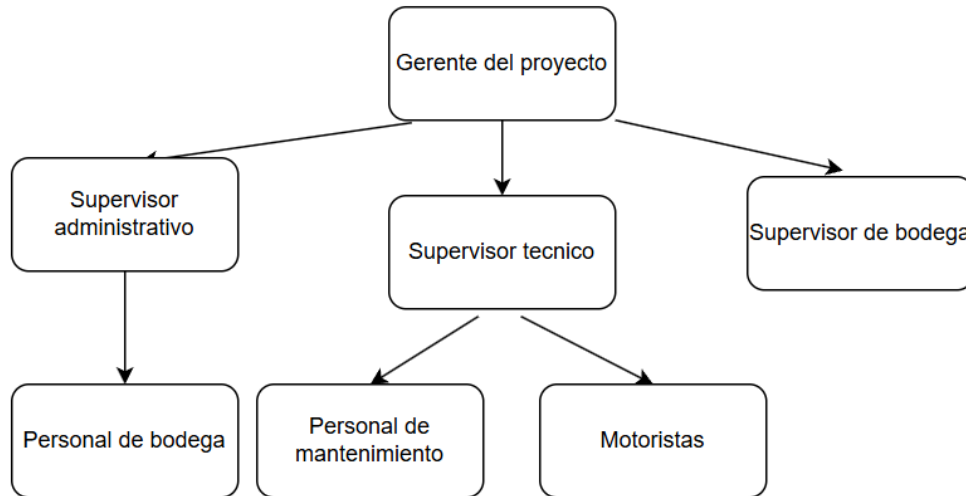 Gerente del proyecto
Supervisor
administrativo
Supervisor tecnico
Supervisor de bodega
Personal de bodega
Personal de
mantenimiento
Motoristas